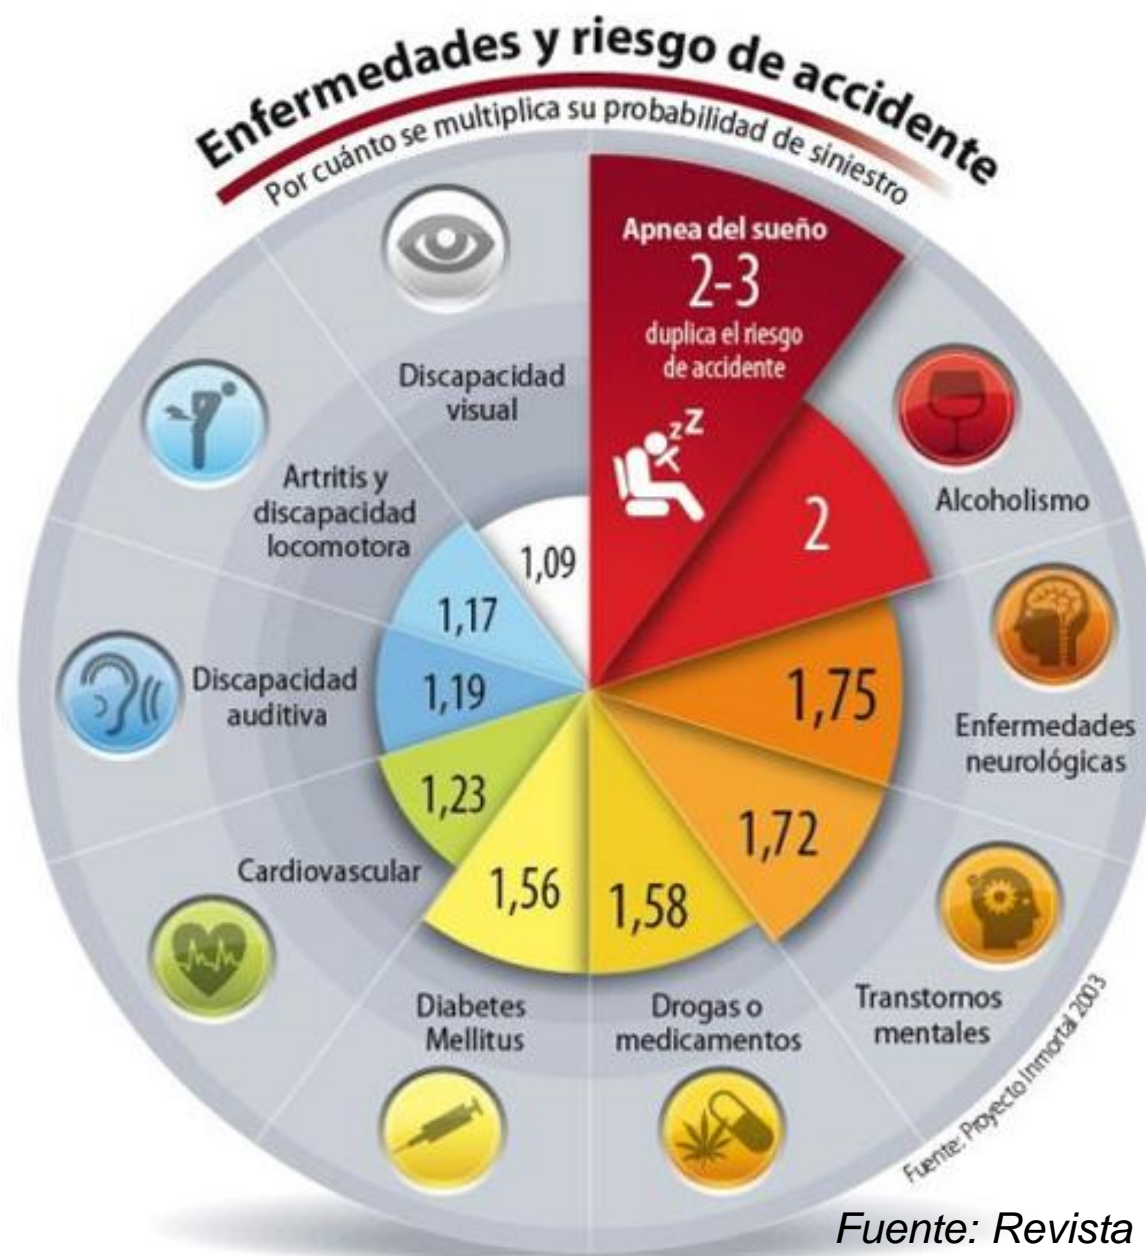 Enfermedades y riesgo de accidente
Por cuánto se multiplica su probabilidad de siniestro
Apnea del sueño
2-3
duplica el riesgo
de accidente
zZ
Alcoholismo
2
Enfermedades
neurológicas
1,75
Transtornos
mentales
1,72
Drogas o
medicamentos
1,58
Diabetes
Mellitus
1,56
Cardiovascular
1,23
Discapacidad
auditiva
1,19
Artritis y
discapacidad
locomotora
1,17
Discapacidad
visual
1,09
Fuente: Proyecto Inmortal 2003
Fuente: Revista